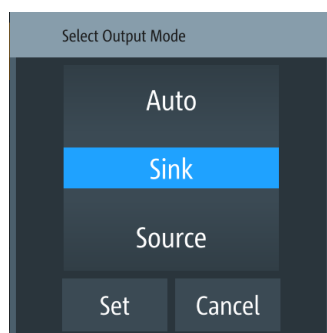 Select Output Mode
Auto
Sink
Source
Set Cancel